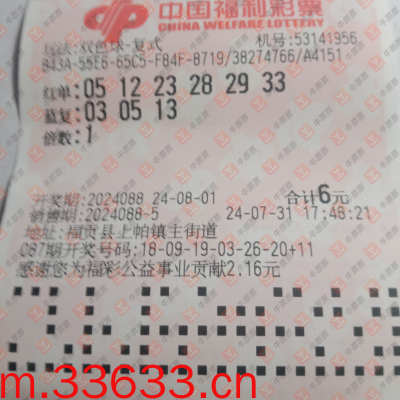 中国福利彩票
CHINA WELFARE LOTTERY
玩法:双色球-复式 机号:53141956
843A-55E6-65C5-F84F-8719/38274766/A4151
红单:05 12 23 28 29 33
蓝复:03 05 13
倍数:1
开奖期:2024088 24-08-01 合计6元
销售期:2024088-5 24-07-31 17:48:21
地址:福贡县上帕镇主街道
087期开奖号码:18-09-19-03-26-20+11
感谢您为福彩公益事业贡献2.16元
m.33633.cn